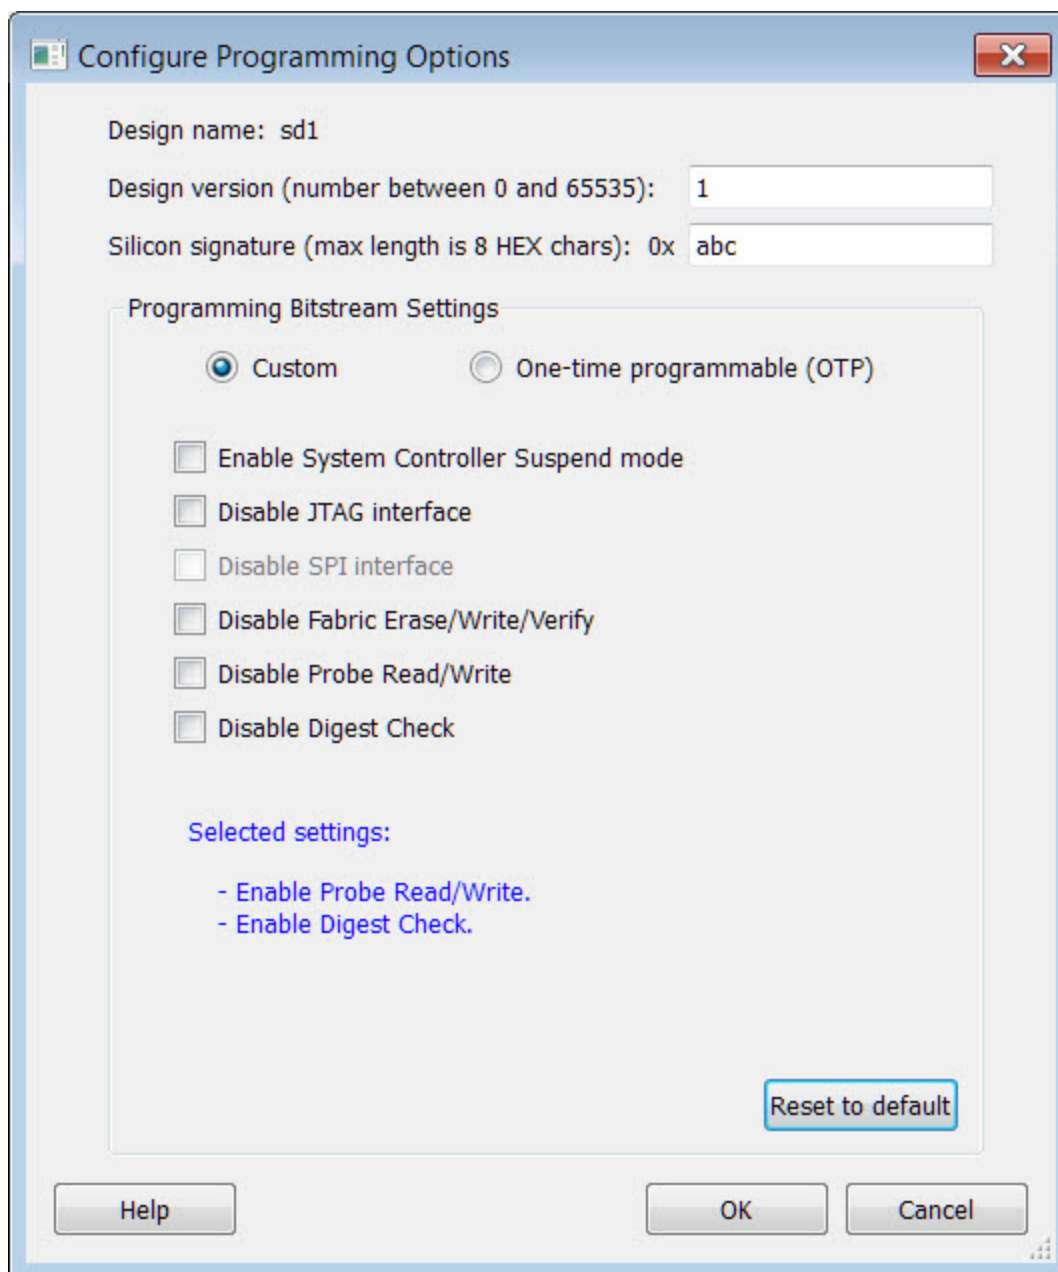 Configure Programming Options
Design name: sd1
Design version (number between 0 and 65535): 1
Silicon signature (max length is 8 HEX chars): 0x abc
Programming Bitstream Settings
Custom One-time programmable (OTP)
Enable System Controller Suspend mode
Disable JTAG interface
Disable SPI interface
Disable Fabric Erase/Write/Verify
Disable Probe Read/Write
Disable Digest Check
Selected settings:
- Enable Probe Read/Write.
- Enable Digest Check.
Reset to default
Help OK Cancel